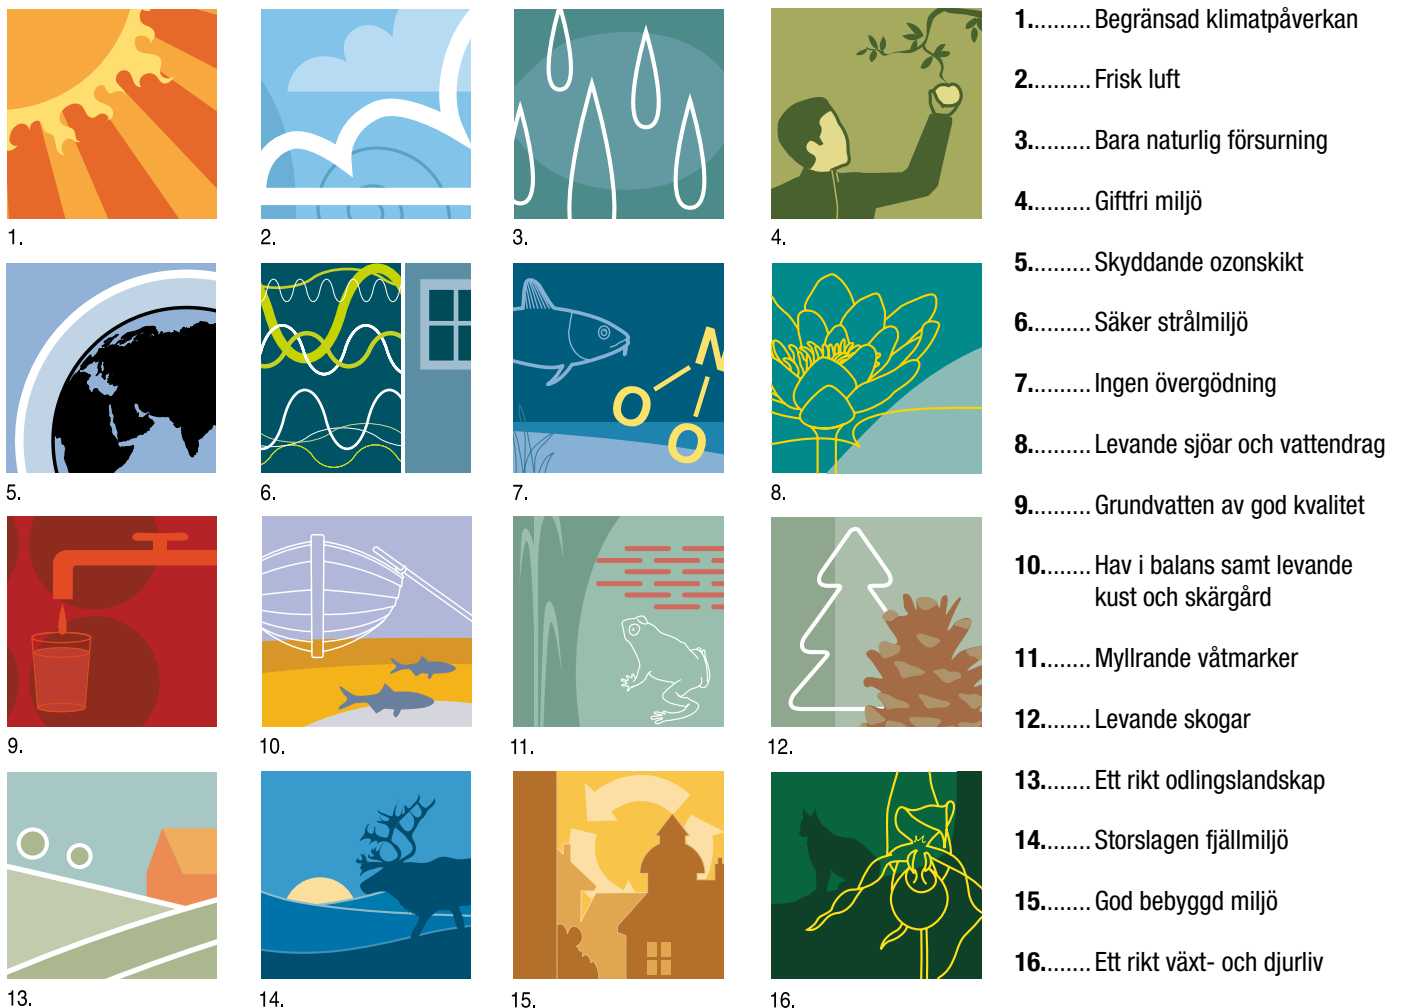 1.
2.
3.
4.
5.
6.
N
O
O
7.
8.
9.
10.
11.
12.
13.
14.
15.
16.
1.......... Begränsad klimatpåverkan
2.......... Frisk luft
3.......... Bara naturlig försurning
4.......... Giftfri miljö
5.......... Skyddande ozonskikt
6.......... Säker strålmiljö
7.......... Ingen övergödning
8.......... Levande sjöar och vattendrag
9.......... Grundvatten av god kvalitet
10........ Hav i balans samt levande
kust och skärgård
11........ Myllrande våtmarker
12........ Levande skogar
13........ Ett rikt odlingslandskap
14........ Storslagen fjällmiljö
15........ God bebyggd miljö
16........ Ett rikt växt- och djurliv